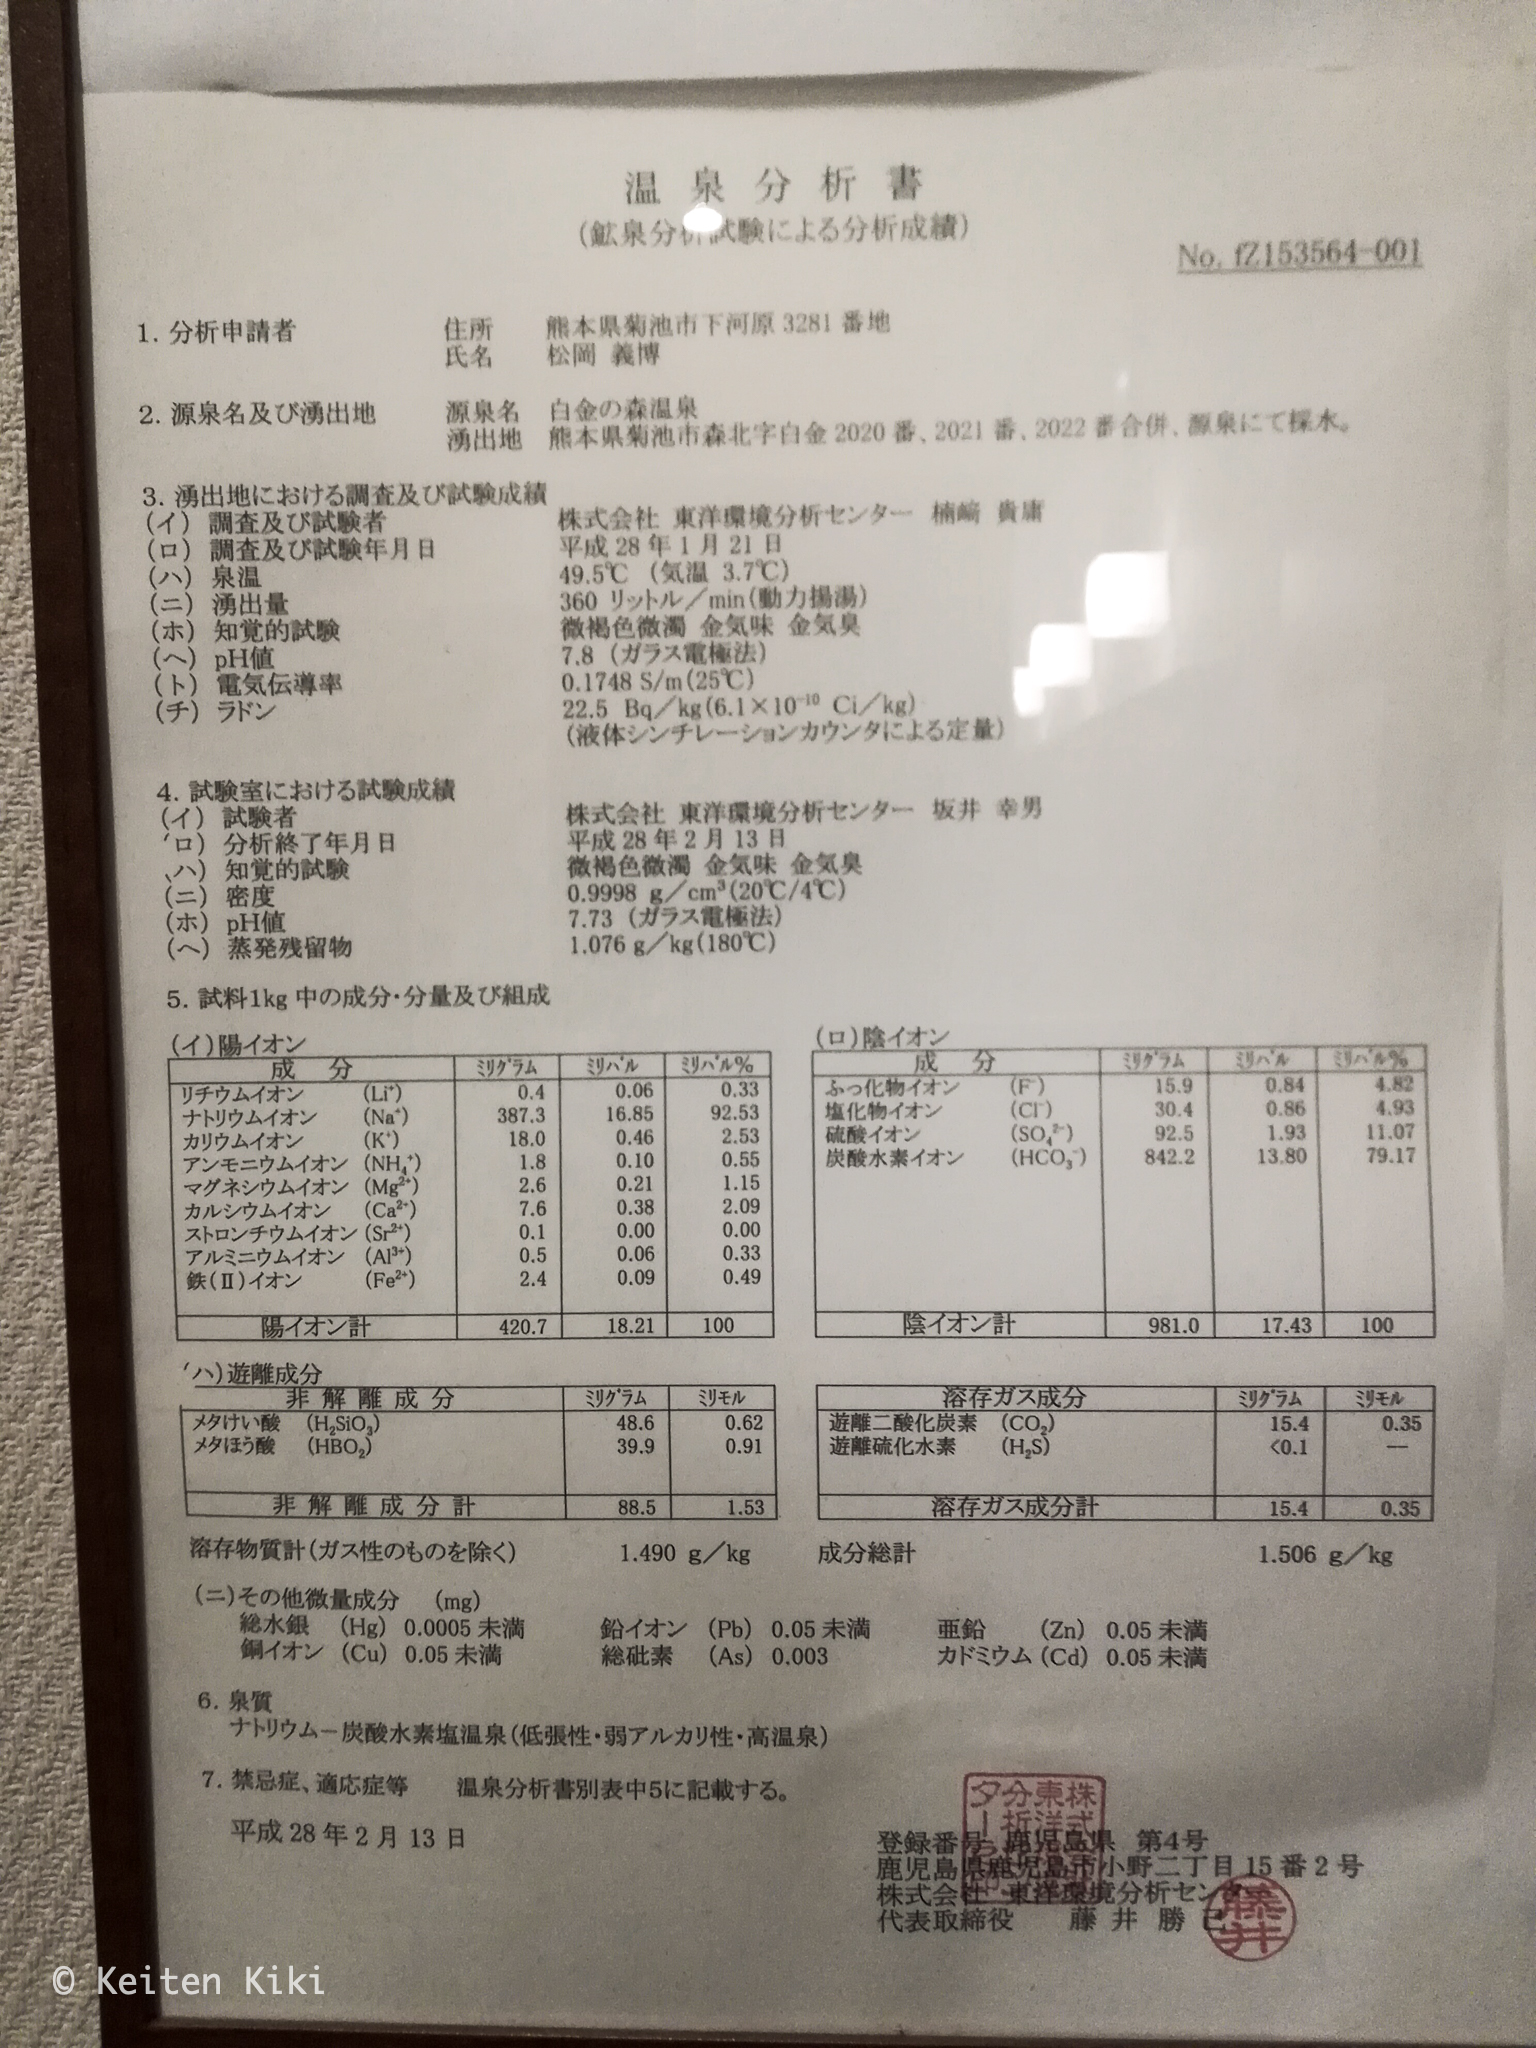 温泉分析書
(鉱泉分析試験による分析成績)
No. fZ153564-001
1. 分析申請者 住所 熊本県菊池市下河原 3281 番地
氏名 松岡 義博
2. 源泉名及び湧出地 源泉名 白金の森温泉
湧出地 熊本県菊池市森北字白金 2020 番、2021 番、2022 番合併、源泉にて採水。
3. 湧出地における調査及び試験成績
(イ) 調査及び試験者 株式会社 東洋環境分析センター 楠﨑 貴庸
(ロ) 調査及び試験年月日 平成 28 年 1 月 21 日
(ハ) 泉温 49.5℃ (気温 3.7℃)
(ニ) 湧出量 360 リットル/min(動力揚湯)
(ホ) 知覚的試験 微褐色微濁 金気味 金気臭
(ヘ) pH値 7.8 (ガラス電極法)
(ト) 電気伝導率 0.1748 S/m(25℃)
(チ) ラドン 22.5 Bq/kg(6.1×10⁻¹⁰ Ci/kg)
(液体シンチレーションカウンタによる定量)
4. 試験室における試験成績
(イ) 試験者 株式会社 東洋環境分析センター 坂井 幸男
(ロ) 分析終了年月日 平成 28 年 2 月 13 日
(ハ) 知覚的試験 微褐色微濁 金気味 金気臭
(ニ) 密度 0.9998 g/cm³(20℃/4℃)
(ホ) pH値 7.73 (ガラス電極法)
(ヘ) 蒸発残留物 1.076 g/kg(180℃)
5. 試料1kg 中の成分・分量及び組成
(イ)陽イオン
成分 ミリグラム ミリバル ミリバル%
リチウムイオン (Li⁺) 0.4 0.06 0.33
ナトリウムイオン (Na⁺) 387.3 16.85 92.53
カリウムイオン (K⁺) 18.0 0.46 2.53
アンモニウムイオン (NH₄⁺) 1.8 0.10 0.55
マグネシウムイオン (Mg²⁺) 2.6 0.21 1.15
カルシウムイオン (Ca²⁺) 7.6 0.38 2.09
ストロンチウムイオン (Sr²⁺) 0.1 0.00 0.00
アルミニウムイオン (Al³⁺) 0.5 0.06 0.33
鉄(Ⅱ)イオン (Fe²⁺) 2.4 0.09 0.49
陽イオン計 420.7 18.21 100
(ロ)陰イオン
成分 ミリグラム ミリバル ミリバル%
ふっ化物イオン (F⁻) 15.9 0.84 4.82
塩化物イオン (Cl⁻) 30.4 0.86 4.93
硫酸イオン (SO₄²⁻) 92.5 1.93 11.07
炭酸水素イオン (HCO₃⁻) 842.2 13.80 79.17
陰イオン計 981.0 17.43 100
(ハ)遊離成分
非解離成分 ミリグラム ミリモル
メタけい酸 (H₂SiO₃) 48.6 0.62
メタほう酸 (HBO₂) 39.9 0.91
非解離成分計 88.5 1.53
溶存ガス成分 ミリグラム ミリモル
遊離二酸化炭素 (CO₂) 15.4 0.35
遊離硫化水素 (H₂S) <0.1 —
溶存ガス成分計 15.4 0.35
溶存物質計(ガス性のものを除く) 1.490 g/kg 成分総計 1.506 g/kg
(ニ)その他微量成分 (mg)
総水銀 (Hg) 0.0005 未満 鉛イオン (Pb) 0.05 未満 亜鉛 (Zn) 0.05 未満
銅イオン (Cu) 0.05 未満 総砒素 (As) 0.003 カドミウム (Cd) 0.05 未満
6. 泉質
ナトリウム-炭酸水素塩温泉(低張性・弱アルカリ性・高温泉)
7. 禁忌症、適応症等 温泉分析書別表中5に記載する。
平成 28 年 2 月 13 日
登録番号 鹿児島県 第4号
鹿児島県鹿児島市小野二丁目 15 番 2 号
株式会社 東洋環境分析センター
代表取締役 藤井 勝己
藤井
© Keiten Kiki